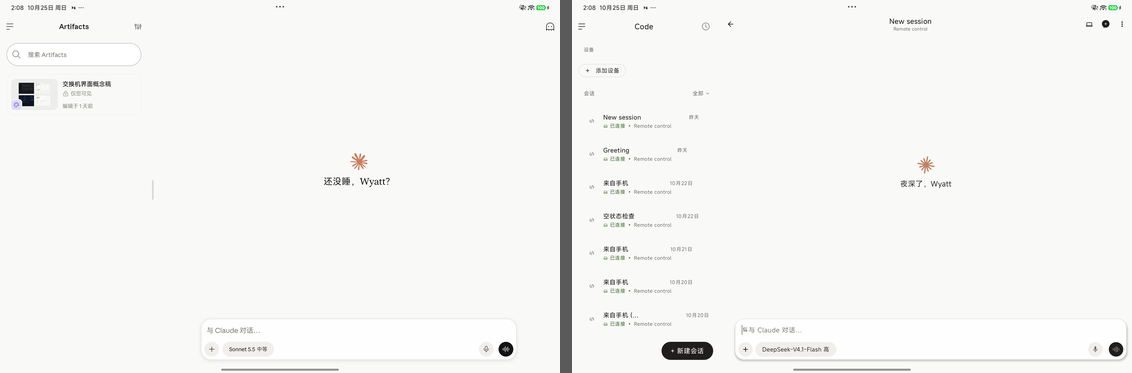 2:08 10月25日 周日
100
Artifacts
搜索 Artifacts
交换机界面概念稿
仅您可见
编辑于 1 天前
还没睡，Wyatt?
与 Claude 对话...
Sonnet 5.5 中等
2:08 10月25日 周日
100
Code
设备
+ 添加设备
会话
全部
New session
昨天
已连接 • Remote control
Greeting
昨天
已连接 • Remote control
来自手机
10月22日
已连接 • Remote control
空状态检查
10月22日
已连接 • Remote control
来自手机
10月21日
已连接 • Remote control
来自手机
10月20日
已连接 • Remote control
来自手机 (...
10月20日
已连接 • Remote control
+ 新建会话
New session
Remote control
夜深了，Wyatt
与 Claude 对话...
DeepSeek-V4.1-Flash 高